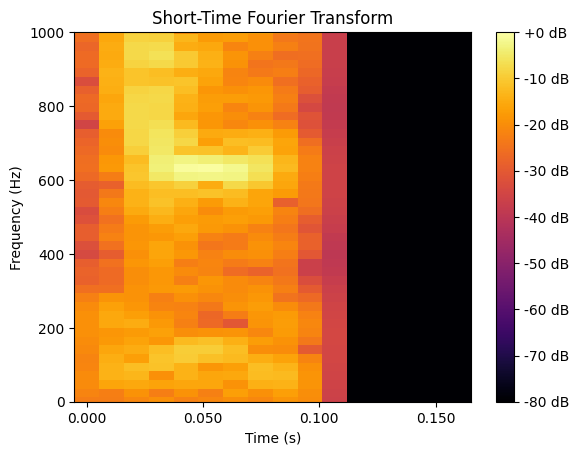 Short-Time Fourier Transform
1000
800
600
400
200
0
Frequency (Hz)
0.000
0.050
0.100
0.150
Time (s)
+0 dB
-10 dB
-20 dB
-30 dB
-40 dB
-50 dB
-60 dB
-70 dB
-80 dB